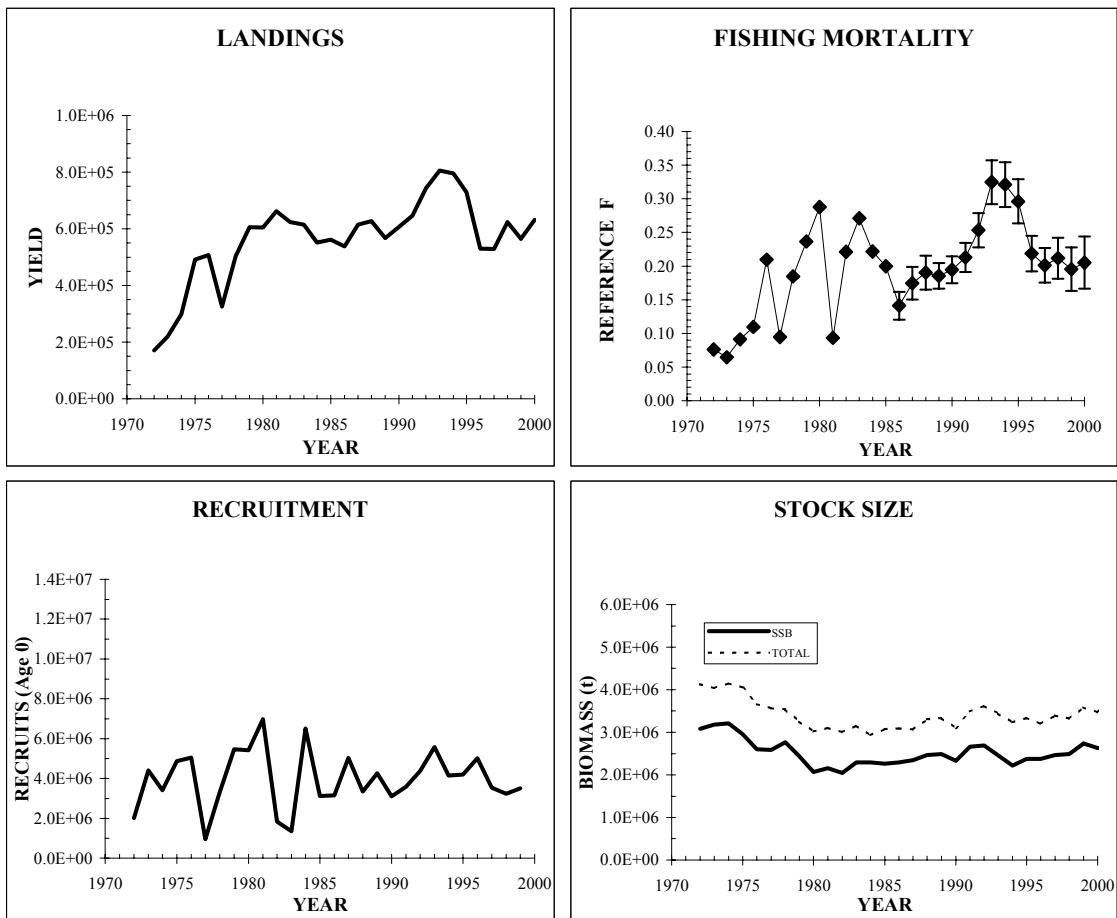 LANDINGS
YIELD
1.0E+06
8.0E+05
6.0E+05
4.0E+05
2.0E+05
0.0E+00
1970 1975 1980 1985 1990 1995 2000
YEAR
FISHING MORTALITY
REFERENCE F
0.40
0.35
0.30
0.25
0.20
0.15
0.10
0.05
0.00
1970 1975 1980 1985 1990 1995 2000
YEAR
RECRUITMENT
RECRUITS (Age 0)
1.4E+07
1.2E+07
1.0E+07
8.0E+06
6.0E+06
4.0E+06
2.0E+06
0.0E+00
1970 1975 1980 1985 1990 1995 2000
YEAR
STOCK SIZE
BIOMASS (t)
6.0E+06
5.0E+06
4.0E+06
3.0E+06
2.0E+06
1.0E+06
0.0E+00
SSB
TOTAL
1970 1975 1980 1985 1990 1995 2000
YEAR